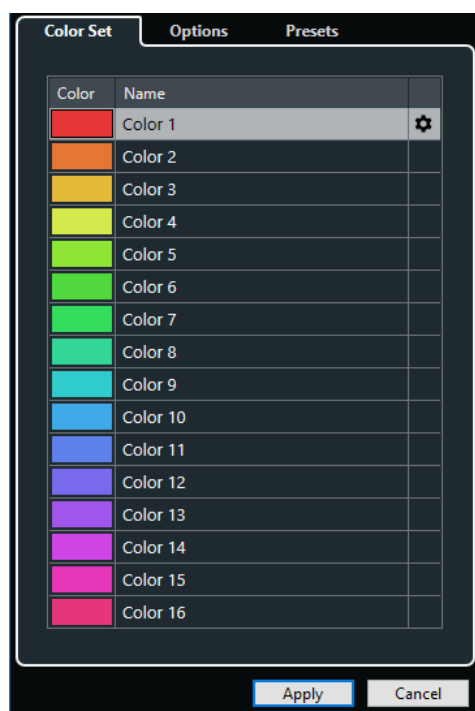 Color Set Options Presets
Color Name
Color 1
Color 2
Color 3
Color 4
Color 5
Color 6
Color 7
Color 8
Color 9
Color 10
Color 11
Color 12
Color 13
Color 14
Color 15
Color 16
Apply Cancel